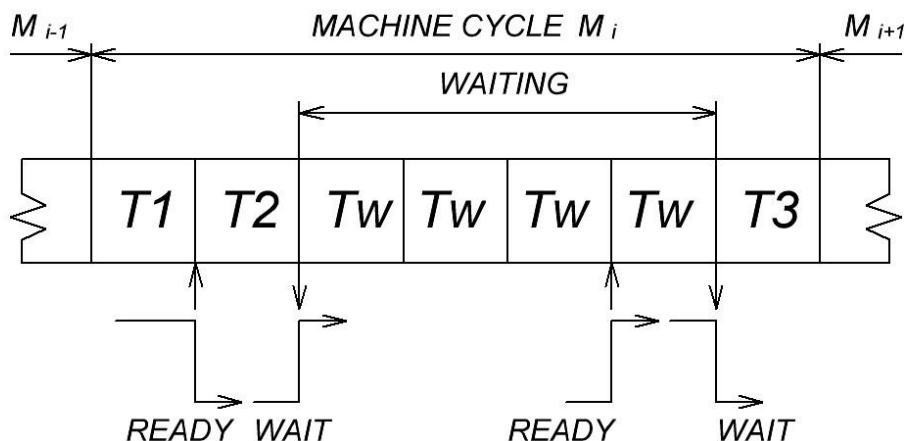 M i-1 MACHINE CYCLE M i M i+1
WAITING
T1 T2 TW TW TW TW T3
READY WAIT READY WAIT